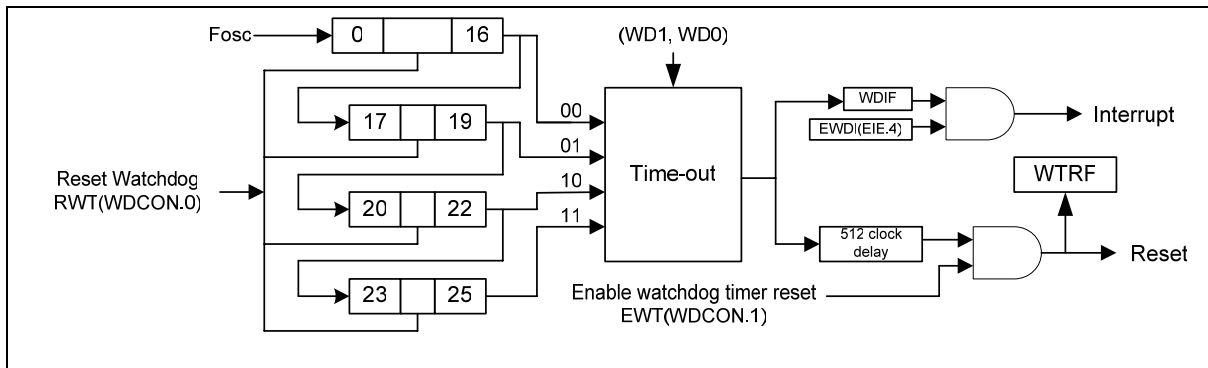 Fosc
0 16
(WD1, WD0)
17 19
00
WDIF
EWDI(EIE.4)
Interrupt
01
Time-out
Reset Watchdog
RWT(WDCON.0)
20 22
10
WTRF
11
512 clock
delay
Reset
23 25
Enable watchdog timer reset
EWT(WDCON.1)